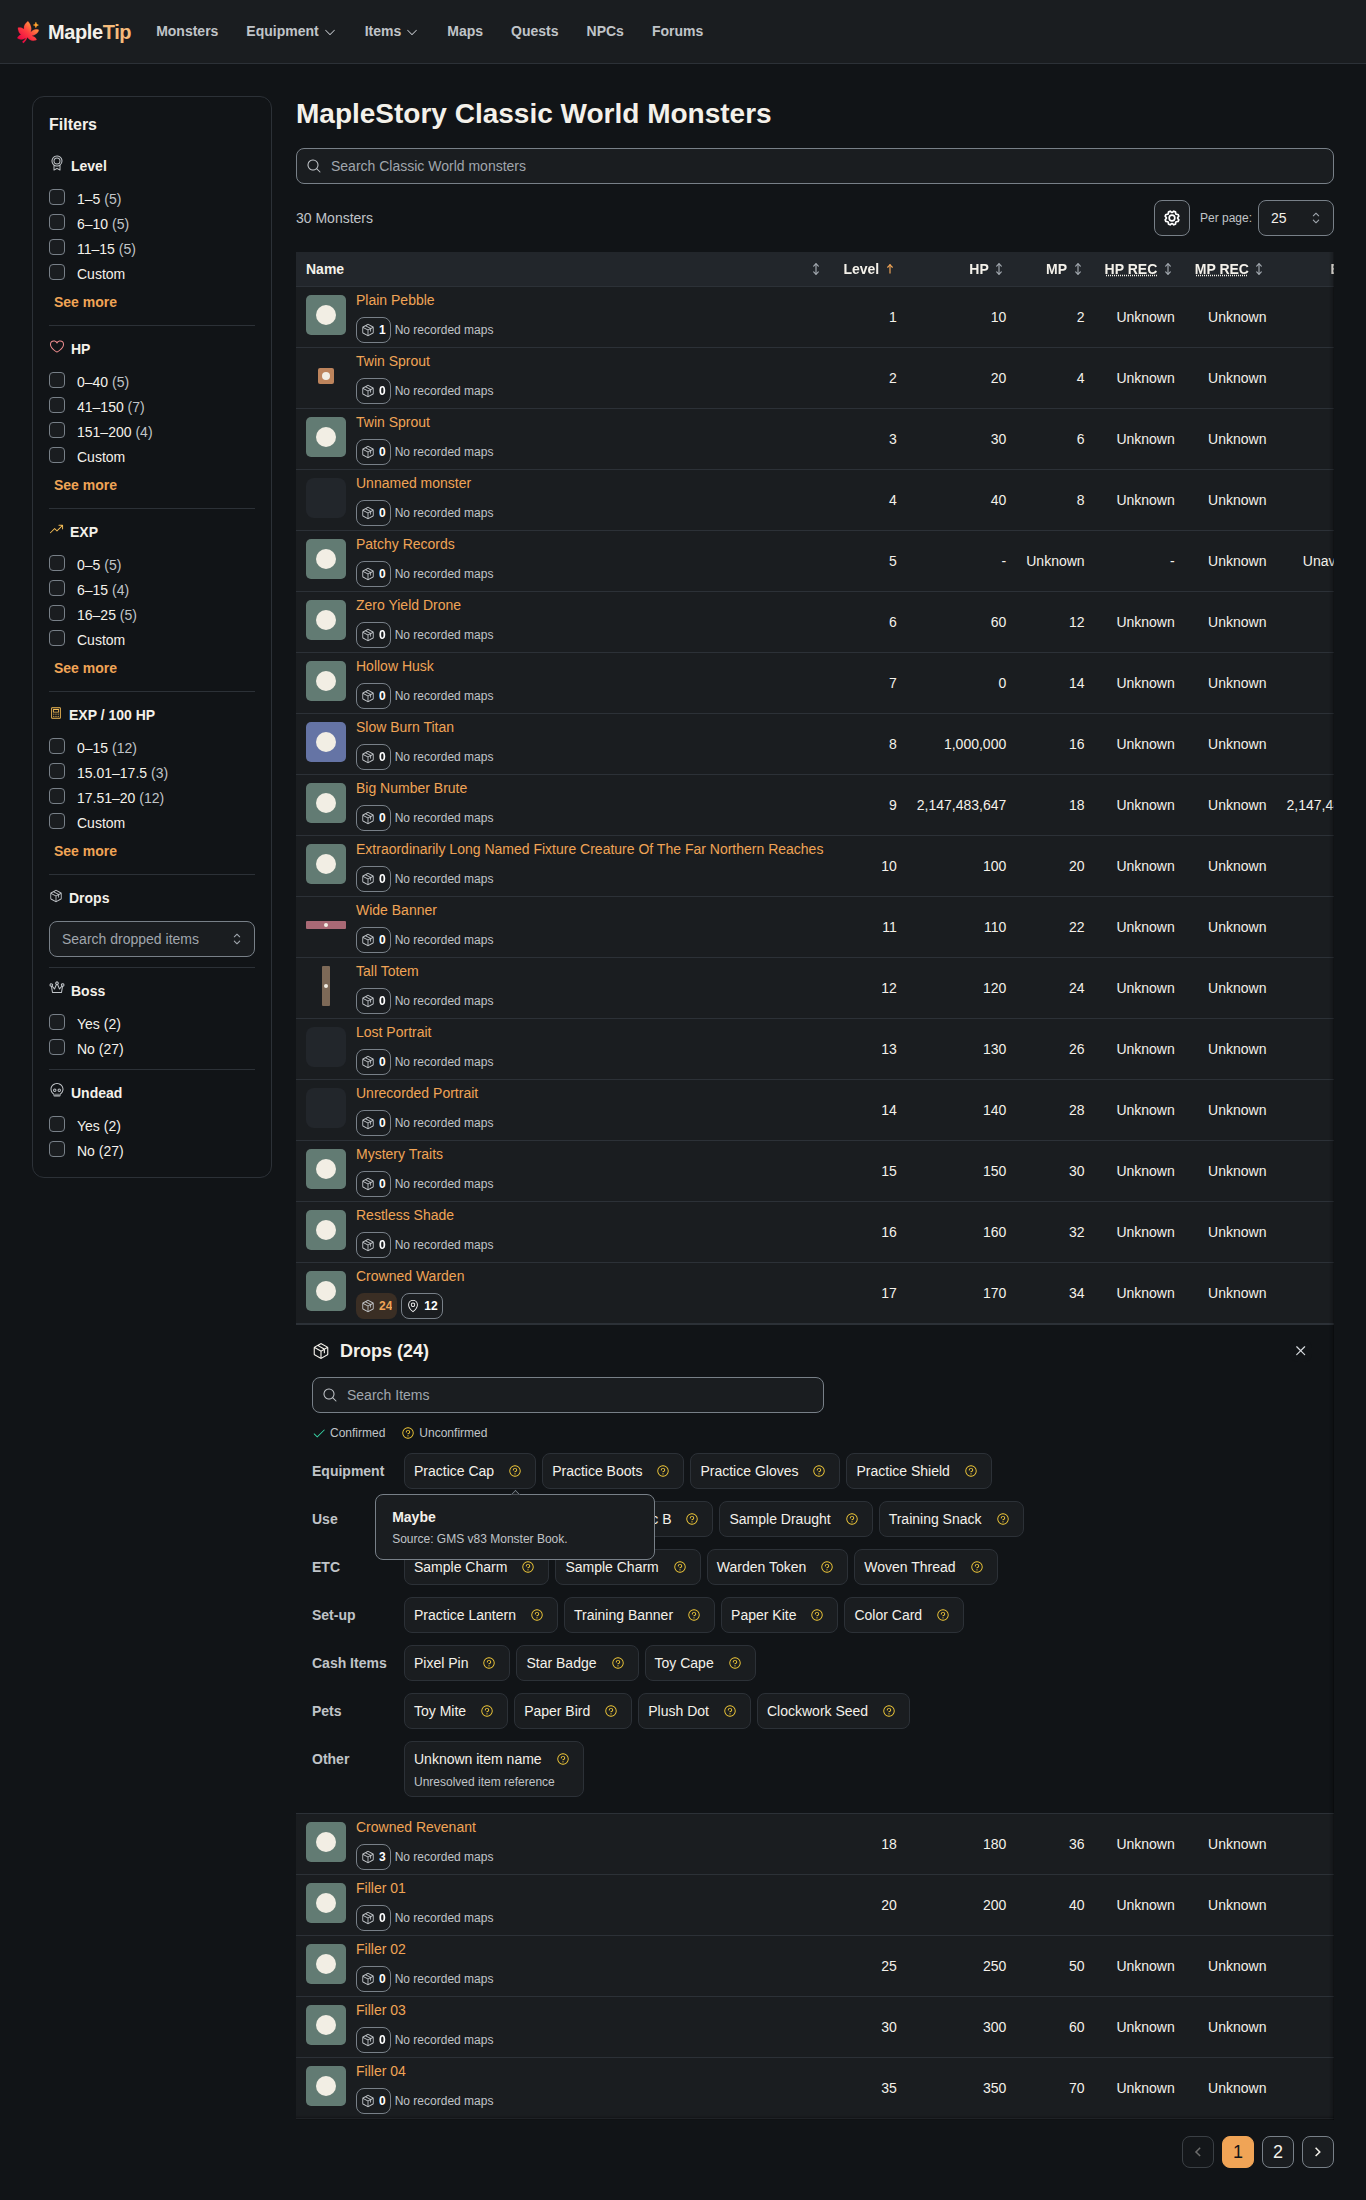 MapleTip Monsters Equipment Items Maps Quests NPCs Forums
Filters
Level
1–5 (5)
6–10 (5)
11–15 (5)
Custom
See more
HP
0–40 (5)
41–150 (7)
151–200 (4)
Custom
See more
EXP
0–5 (5)
6–15 (4)
16–25 (5)
Custom
See more
EXP / 100 HP
0–15 (12)
15.01–17.5 (3)
17.51–20 (12)
Custom
See more
Drops
Search dropped items
Boss
Yes (2)
No (27)
Undead
Yes (2)
No (27)
MapleStory Classic World Monsters
Search Classic World monsters
30 Monsters Per page: 25
Name Level HP MP HP REC MP REC
Plain Pebble
1 No recorded maps 1 10 2 Unknown Unknown
Twin Sprout
0 No recorded maps 2 20 4 Unknown Unknown
Twin Sprout
0 No recorded maps 3 30 6 Unknown Unknown
Unnamed monster
0 No recorded maps 4 40 8 Unknown Unknown
Patchy Records
0 No recorded maps 5 - Unknown - Unknown Unav
Zero Yield Drone
0 No recorded maps 6 60 12 Unknown Unknown
Hollow Husk
0 No recorded maps 7 0 14 Unknown Unknown
Slow Burn Titan
0 No recorded maps 8 1,000,000 16 Unknown Unknown
Big Number Brute
0 No recorded maps 9 2,147,483,647 18 Unknown Unknown 2,147,4
Extraordinarily Long Named Fixture Creature Of The Far Northern Reaches
0 No recorded maps 10 100 20 Unknown Unknown
Wide Banner
0 No recorded maps 11 110 22 Unknown Unknown
Tall Totem
0 No recorded maps 12 120 24 Unknown Unknown
Lost Portrait
0 No recorded maps 13 130 26 Unknown Unknown
Unrecorded Portrait
0 No recorded maps 14 140 28 Unknown Unknown
Mystery Traits
0 No recorded maps 15 150 30 Unknown Unknown
Restless Shade
0 No recorded maps 16 160 32 Unknown Unknown
Crowned Warden
24 12 17 170 34 Unknown Unknown
Drops (24)
Search Items
Confirmed Unconfirmed
Equipment Practice Cap Practice Boots Practice Gloves Practice Shield
Maybe
Source: GMS v83 Monster Book.
Use c B Sample Draught Training Snack
ETC Sample Charm Sample Charm Warden Token Woven Thread
Set-up Practice Lantern Training Banner Paper Kite Color Card
Cash Items Pixel Pin Star Badge Toy Cape
Pets Toy Mite Paper Bird Plush Dot Clockwork Seed
Other Unknown item name
Unresolved item reference
Crowned Revenant
3 No recorded maps 18 180 36 Unknown Unknown
Filler 01
0 No recorded maps 20 200 40 Unknown Unknown
Filler 02
0 No recorded maps 25 250 50 Unknown Unknown
Filler 03
0 No recorded maps 30 300 60 Unknown Unknown
Filler 04
0 No recorded maps 35 350 70 Unknown Unknown
1 2